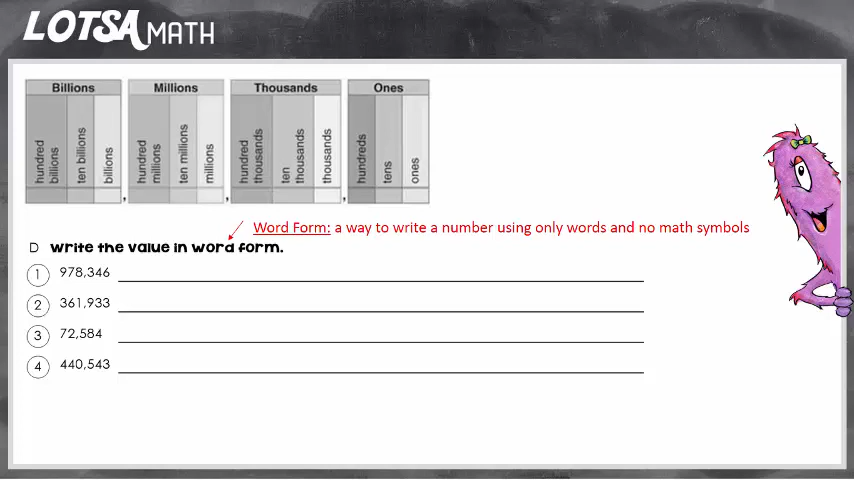 LOTSA MATH
Billions Millions Thousands Ones
hundred billions ten billions billions , hundred millions ten millions millions , hundred thousands ten thousands thousands , hundreds tens ones
Word Form: a way to write a number using only words and no math symbols
D Write the value in word form.
1 978,346
2 361,933
3 72,584
4 440,543